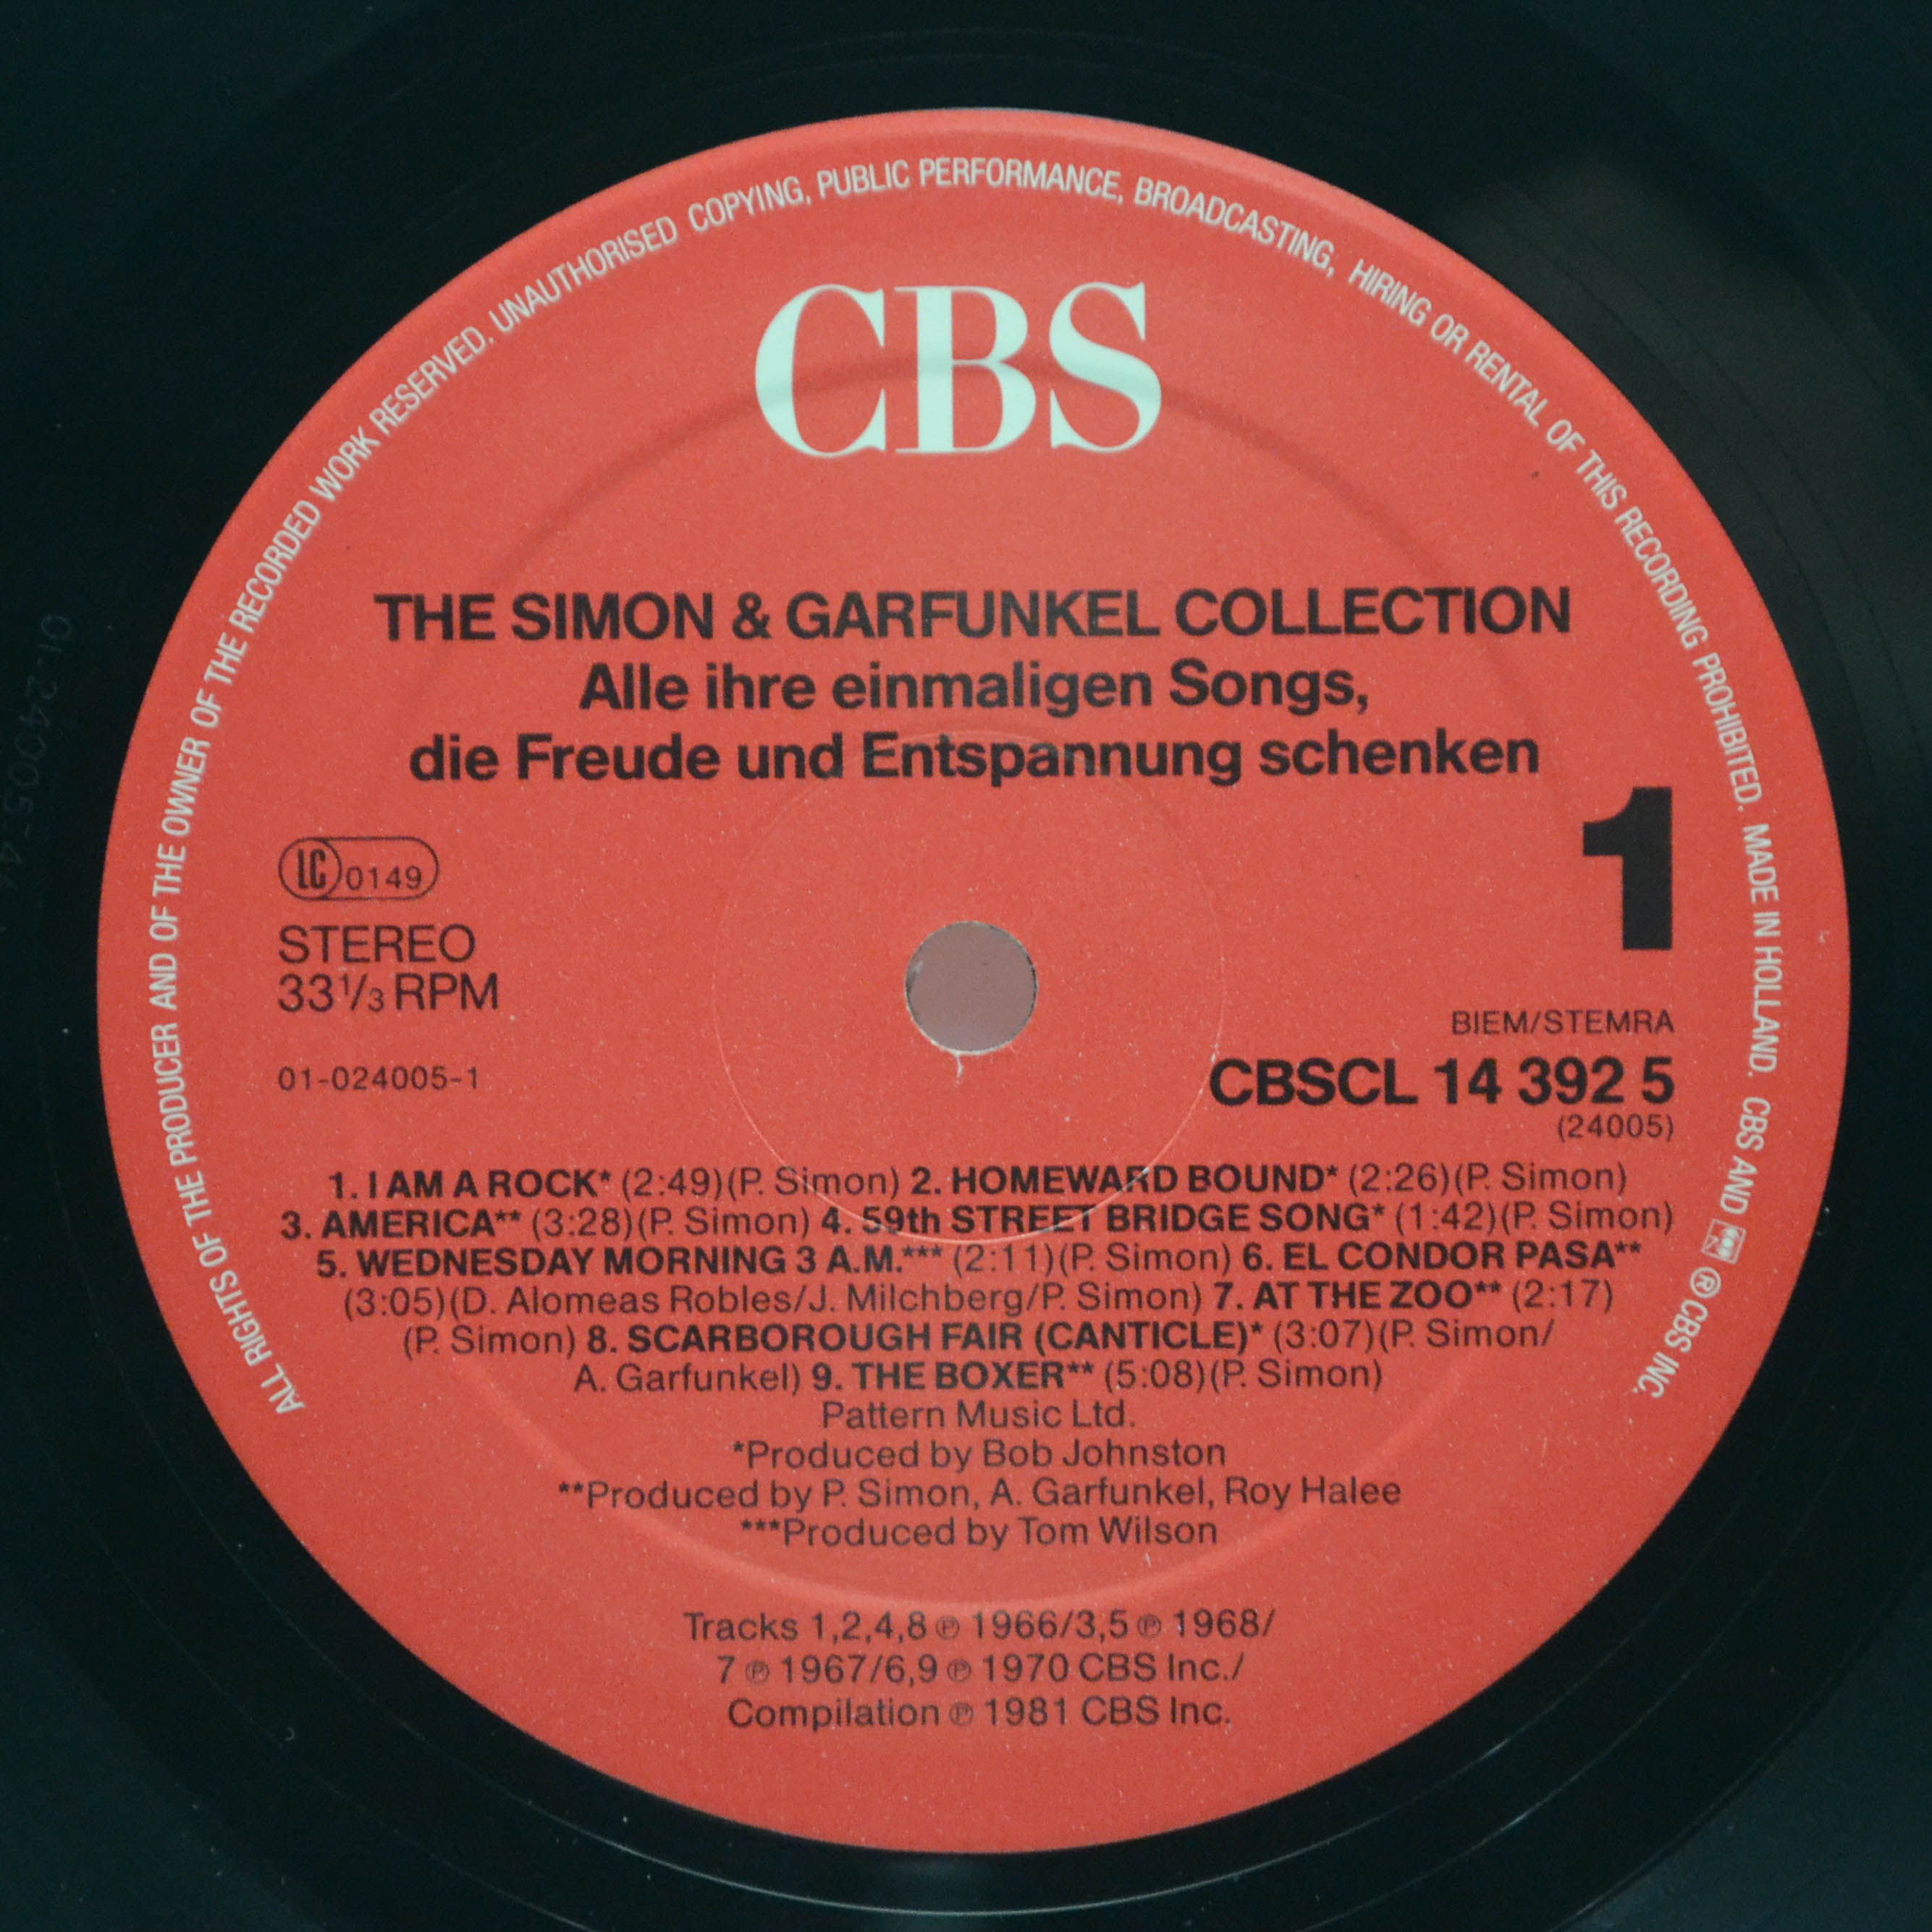 ALL RIGHTS OF THE PRODUCER AND OF THE OWNER OF THE RECORDED WORK RESERVED. UNAUTHORISED COPYING, PUBLIC PERFORMANCE, BROADCASTING, HIRING OR RENTAL OF THIS RECORDING PROHIBITED. MADE IN HOLLAND. CBS AND ® CBS INC.
CBS
THE SIMON & GARFUNKEL COLLECTION
Alle ihre einmaligen Songs,
die Freude und Entspannung schenken
1
LC 0149
STEREO
33 1/3 RPM
BIEM/STEMRA
01-024005-1
CBSCL 14 392 5
(24005)
1. I AM A ROCK* (2:49)(P. Simon) 2. HOMEWARD BOUND* (2:26)(P. Simon)
3. AMERICA** (3:28)(P. Simon) 4. 59th STREET BRIDGE SONG* (1:42)(P. Simon)
5. WEDNESDAY MORNING 3 A.M.*** (2:11)(P. Simon) 6. EL CONDOR PASA**
(3:05)(D. Alomeas Robles/J. Milchberg/P. Simon) 7. AT THE ZOO** (2:17)
(P. Simon) 8. SCARBOROUGH FAIR (CANTICLE)* (3:07)(P. Simon/
A. Garfunkel) 9. THE BOXER** (5:08)(P. Simon)
Pattern Music Ltd.
*Produced by Bob Johnston
**Produced by P. Simon, A. Garfunkel, Roy Halee
***Produced by Tom Wilson
Tracks 1,2,4,8 ℗ 1966/3,5 ℗ 1968/
7 ℗ 1967/6,9 ℗ 1970 CBS Inc./
Compilation ℗ 1981 CBS Inc.